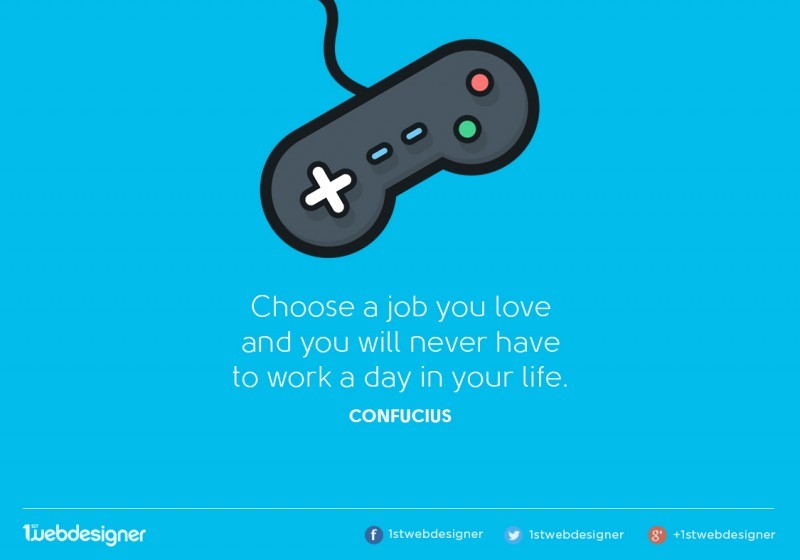 Choose a job you love
and you will never have
to work a day in your life.
CONFUCIUS
1STwebdesigner
f 1stwebdesigner
1stwebdesigner
g+ +1stwebdesigner